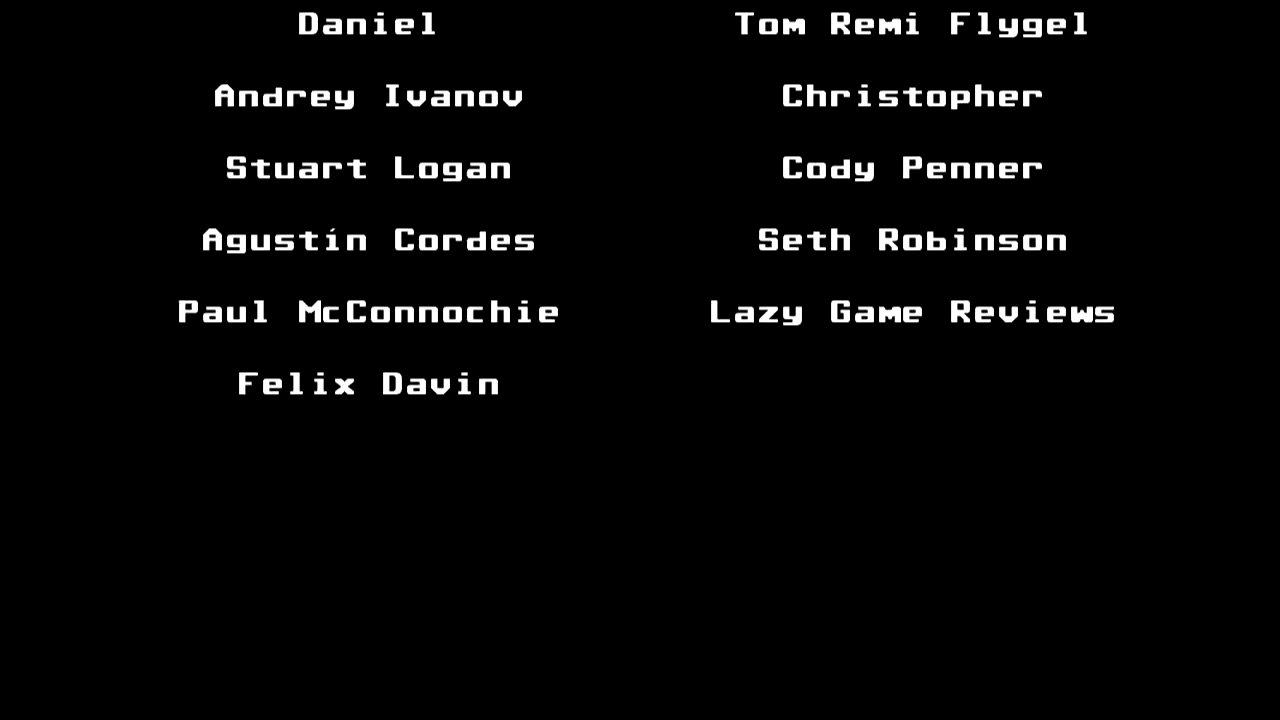 Daniel Tom Remi Flygel
Andrey Ivanov Christopher
Stuart Logan Cody Penner
Agustín Cordes Seth Robinson
Paul McConnochie Lazy Game Reviews
Felix Davin